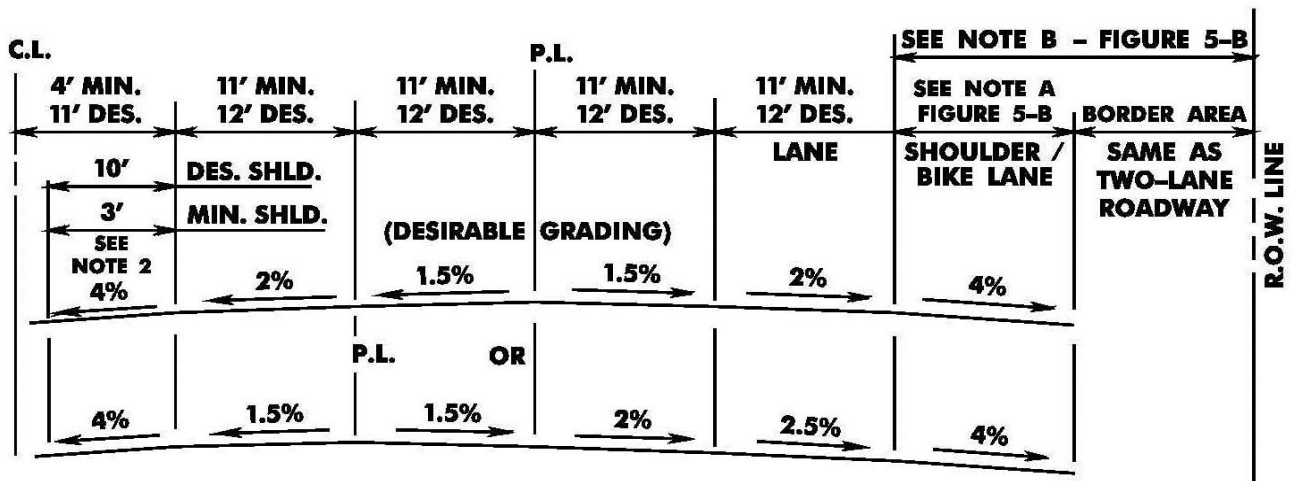 SEE NOTE B – FIGURE 5–B
C.L.
P.L.
4' MIN.
11' DES.
11' MIN.
12' DES.
11' MIN.
12' DES.
11' MIN.
12' DES.
11' MIN.
12' DES.
LANE
SEE NOTE A
FIGURE 5–B
SHOULDER /
BIKE LANE
BORDER AREA
SAME AS
TWO–LANE
ROADWAY
R.O.W. LINE
10'
DES. SHLD.
3'
MIN. SHLD.
SEE
NOTE 2
(DESIRABLE GRADING)
4%
2%
1.5%
1.5%
2%
4%
P.L.
OR
4%
1.5%
1.5%
2%
2.5%
4%